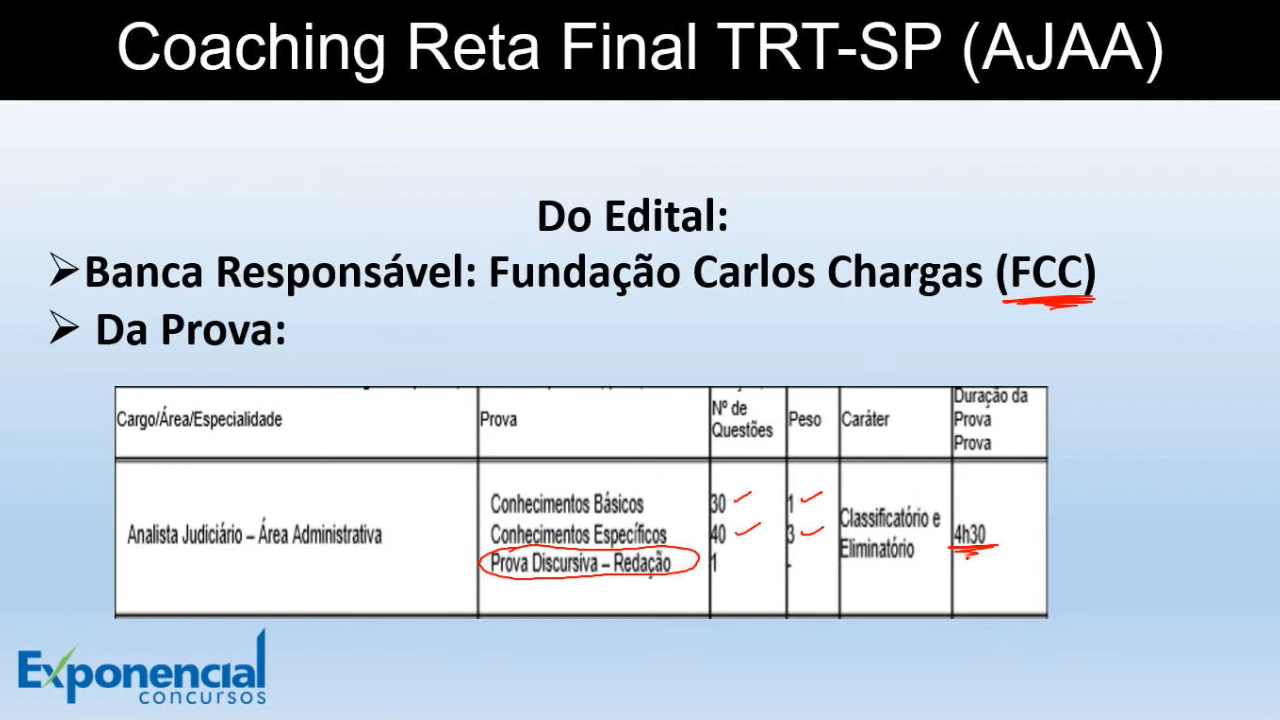 Coaching Reta Final TRT-SP (AJAA)
Do Edital:
Banca Responsável: Fundação Carlos Chargas (FCC)
Da Prova:
Cargo/Área/Especialidade
Prova
Nº de
Questões
Peso
Caráter
Duração da
Prova
Prova
Analista Judiciário – Área Administrativa
Conhecimentos Básicos
Conhecimentos Específicos
Prova Discursiva – Redação
30
40
1
1
3
-
Classificatório e
Eliminatório
4h30
Exponencial
concursos